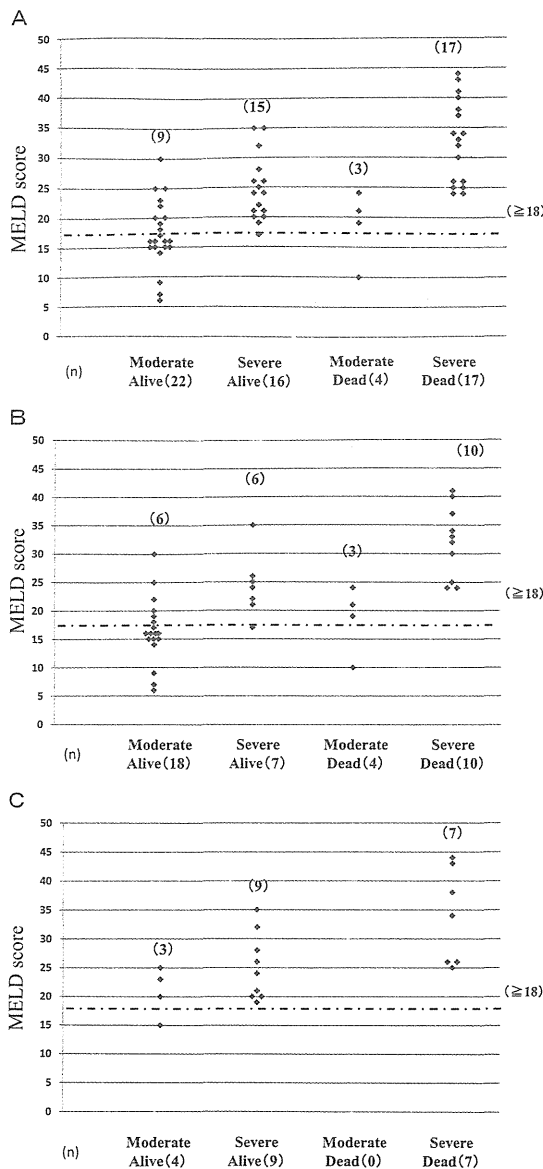 A
50
(17)
45
(15)
40
(9)
35
(3)
30
25
20
(≧18)
15
10
5
0
MELD score
(n)
Moderate Alive(22)
Severe Alive(16)
Moderate Dead(4)
Severe Dead(17)
B
50
(10)
45
(6)
40
(6)
35
(3)
30
25
20
(≧18)
15
10
5
0
MELD score
(n)
Moderate Alive(18)
Severe Alive(7)
Moderate Dead(4)
Severe Dead(10)
C
50
(7)
45
40
(9)
35
30
(3)
25
20
(≧18)
15
10
5
0
MELD score
(n)
Moderate Alive(4)
Severe Alive(9)
Moderate Dead(0)
Severe Dead(7)